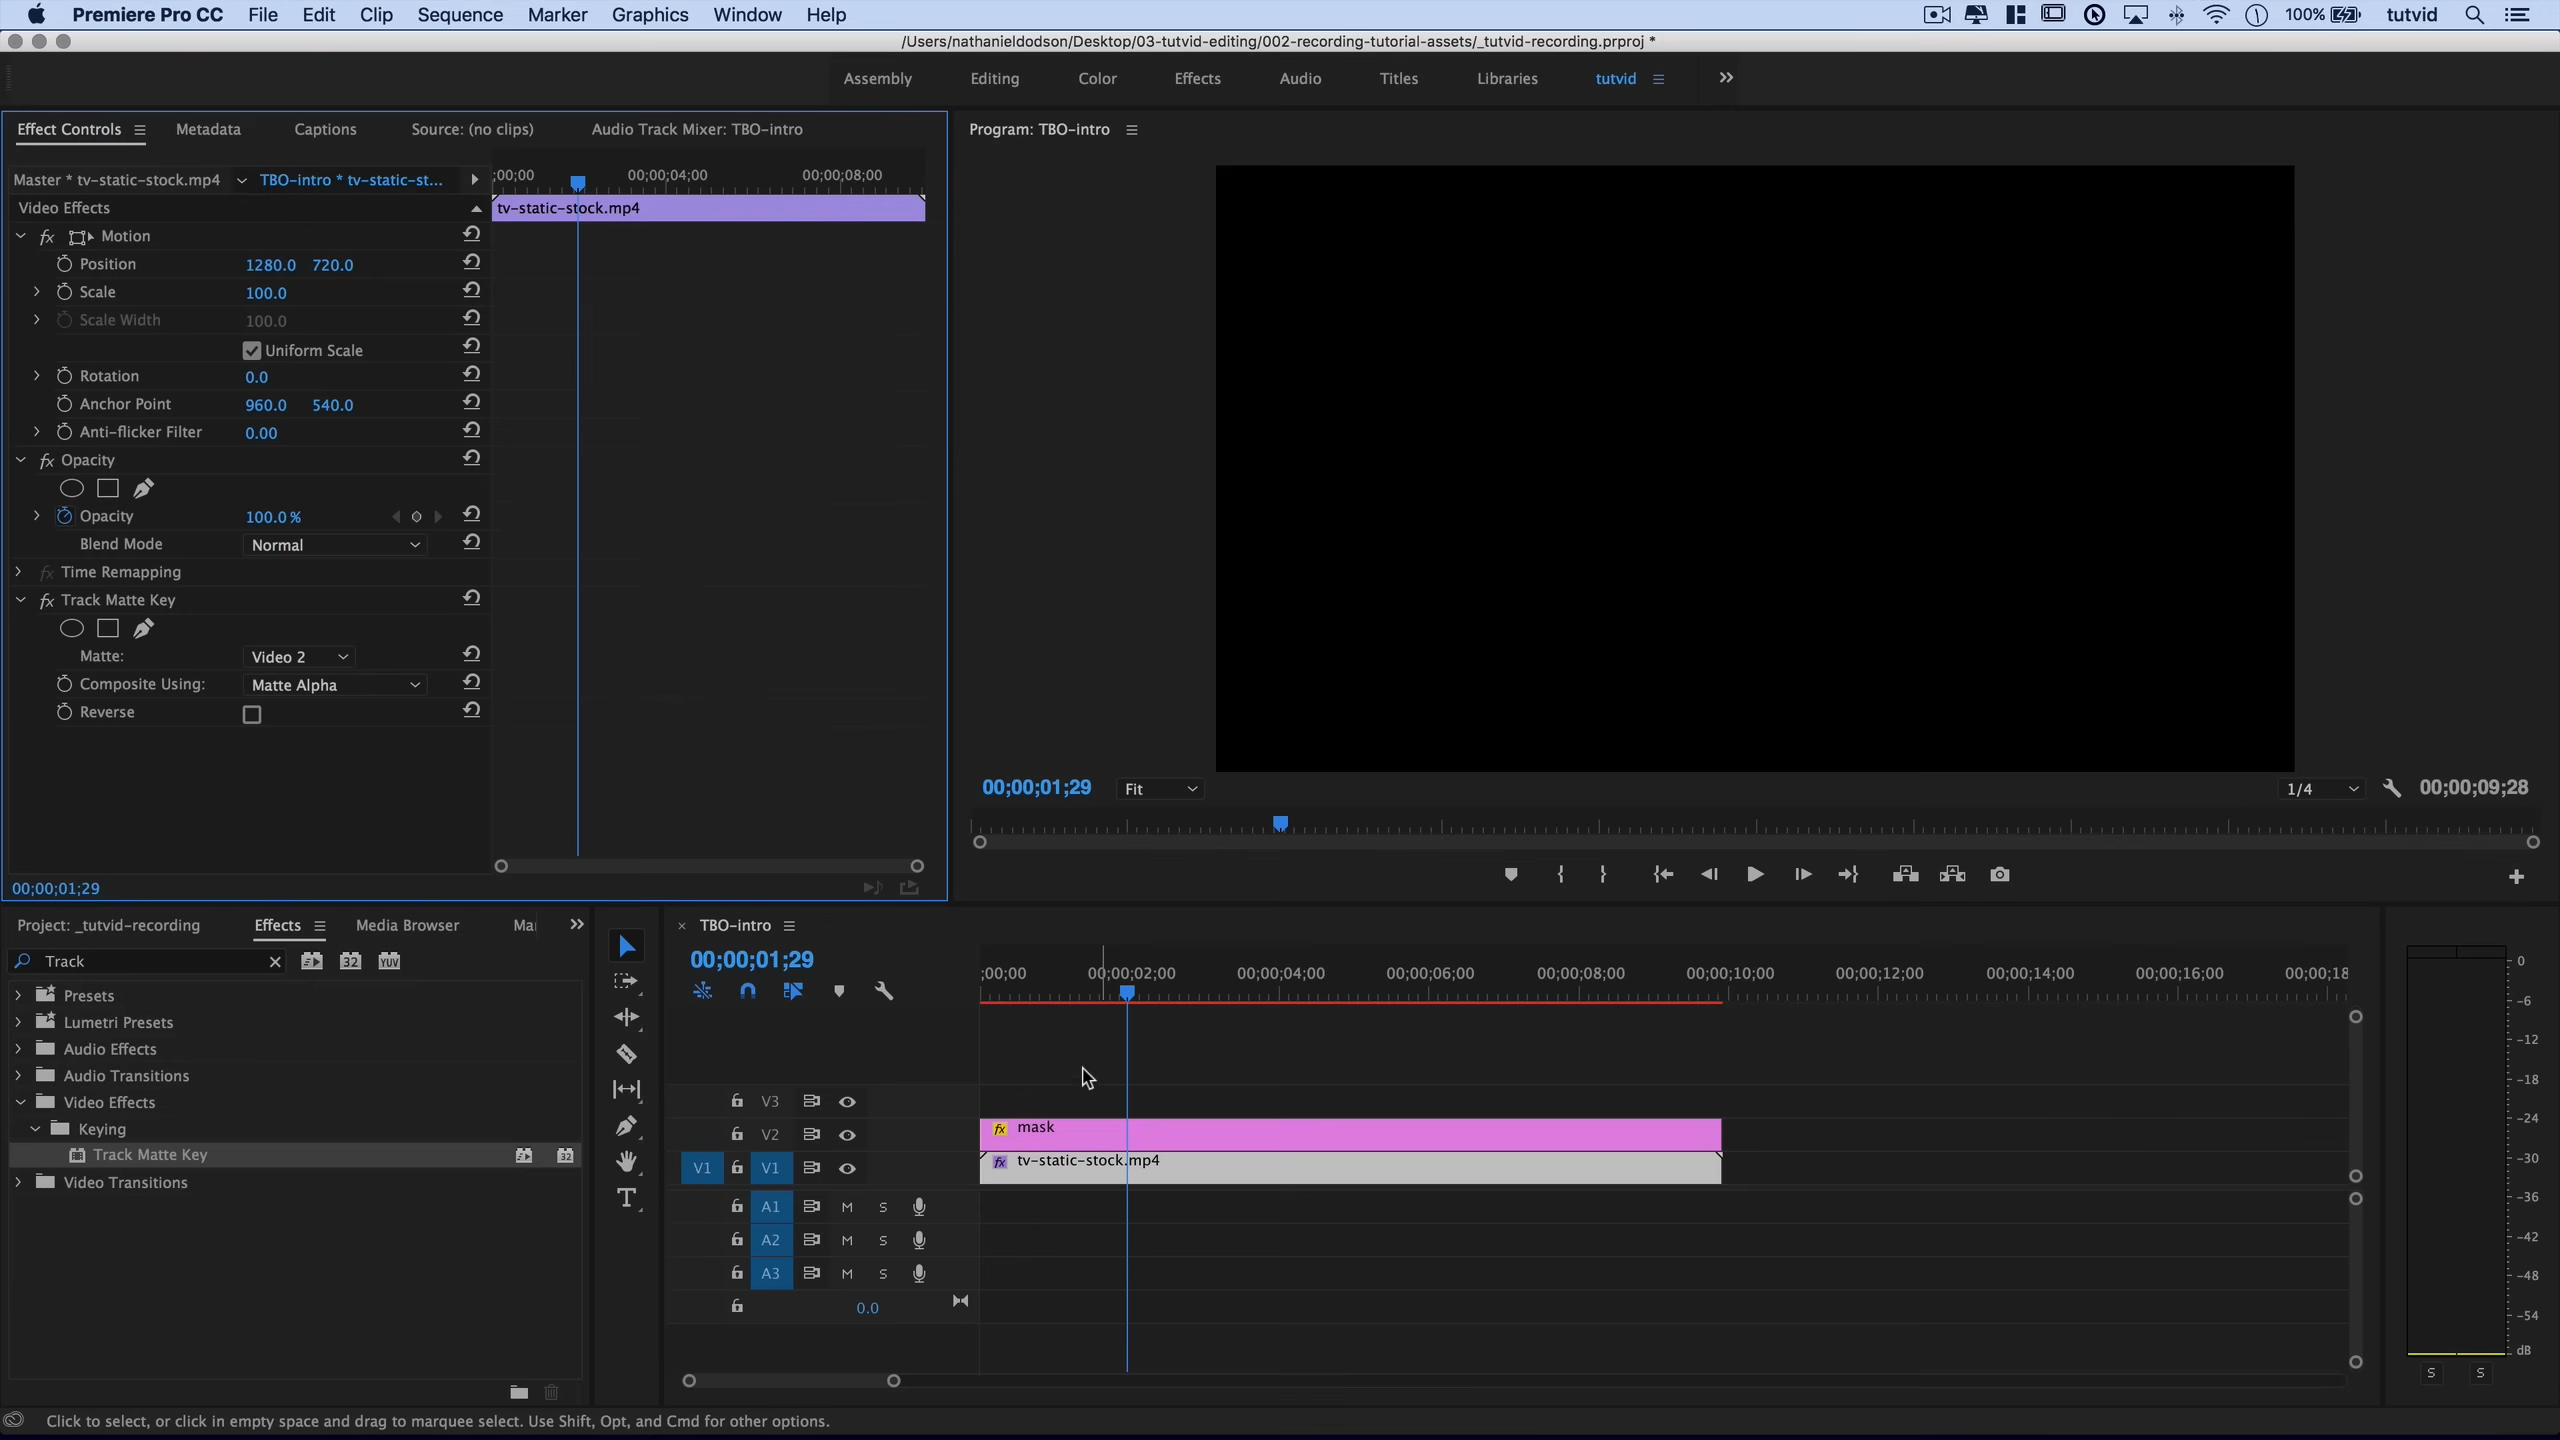 Premiere Pro CC File Edit Clip Sequence Marker Graphics Window Help 100% tutvid
/Users/nathanieldodson/Desktop/03-tutvid-editing/002-recording-tutorial-assets/_tutvid-recording.prproj *
Assembly Editing Color Effects Audio Titles Libraries tutvid
Effect Controls Metadata Captions Source: (no clips) Audio Track Mixer: TBO-intro
Program: TBO-intro
Master * tv-static-stock.mp4 TBO-intro * tv-static-st...
;00;00 00;00;04;00 00;00;08;00
Video Effects
tv-static-stock.mp4
fx Motion
Position 1280.0 720.0
Scale 100.0
Scale Width 100.0
Uniform Scale
Rotation 0.0
Anchor Point 960.0 540.0
Anti-flicker Filter 0.00
fx Opacity
Opacity 100.0 %
Blend Mode Normal
fx Time Remapping
fx Track Matte Key
Matte: Video 2
Composite Using: Matte Alpha
Reverse
00;00;01;29
00;00;01;29 Fit 1/4 00;00;09;28
Project: _tutvid-recording Effects Media Browser Mar
Track 32 YUV
Presets
Lumetri Presets
Audio Effects
Audio Transitions
Video Effects
Keying
Track Matte Key 32
Video Transitions
TBO-intro
00;00;01;29
;00;00 00;00;02;00 00;00;04;00 00;00;06;00 00;00;08;00 00;00;10;00 00;00;12;00 00;00;14;00 00;00;16;00 00;00;18
V3
V2 fx mask
V1 V1 fx tv-static-stock.mp4
A1 M S
A2 M S
A3 M S
0.0
0
-6
-12
-18
-24
-30
-36
-42
-48
-54
dB
S S
Click to select, or click in empty space and drag to marquee select. Use Shift, Opt, and Cmd for other options.